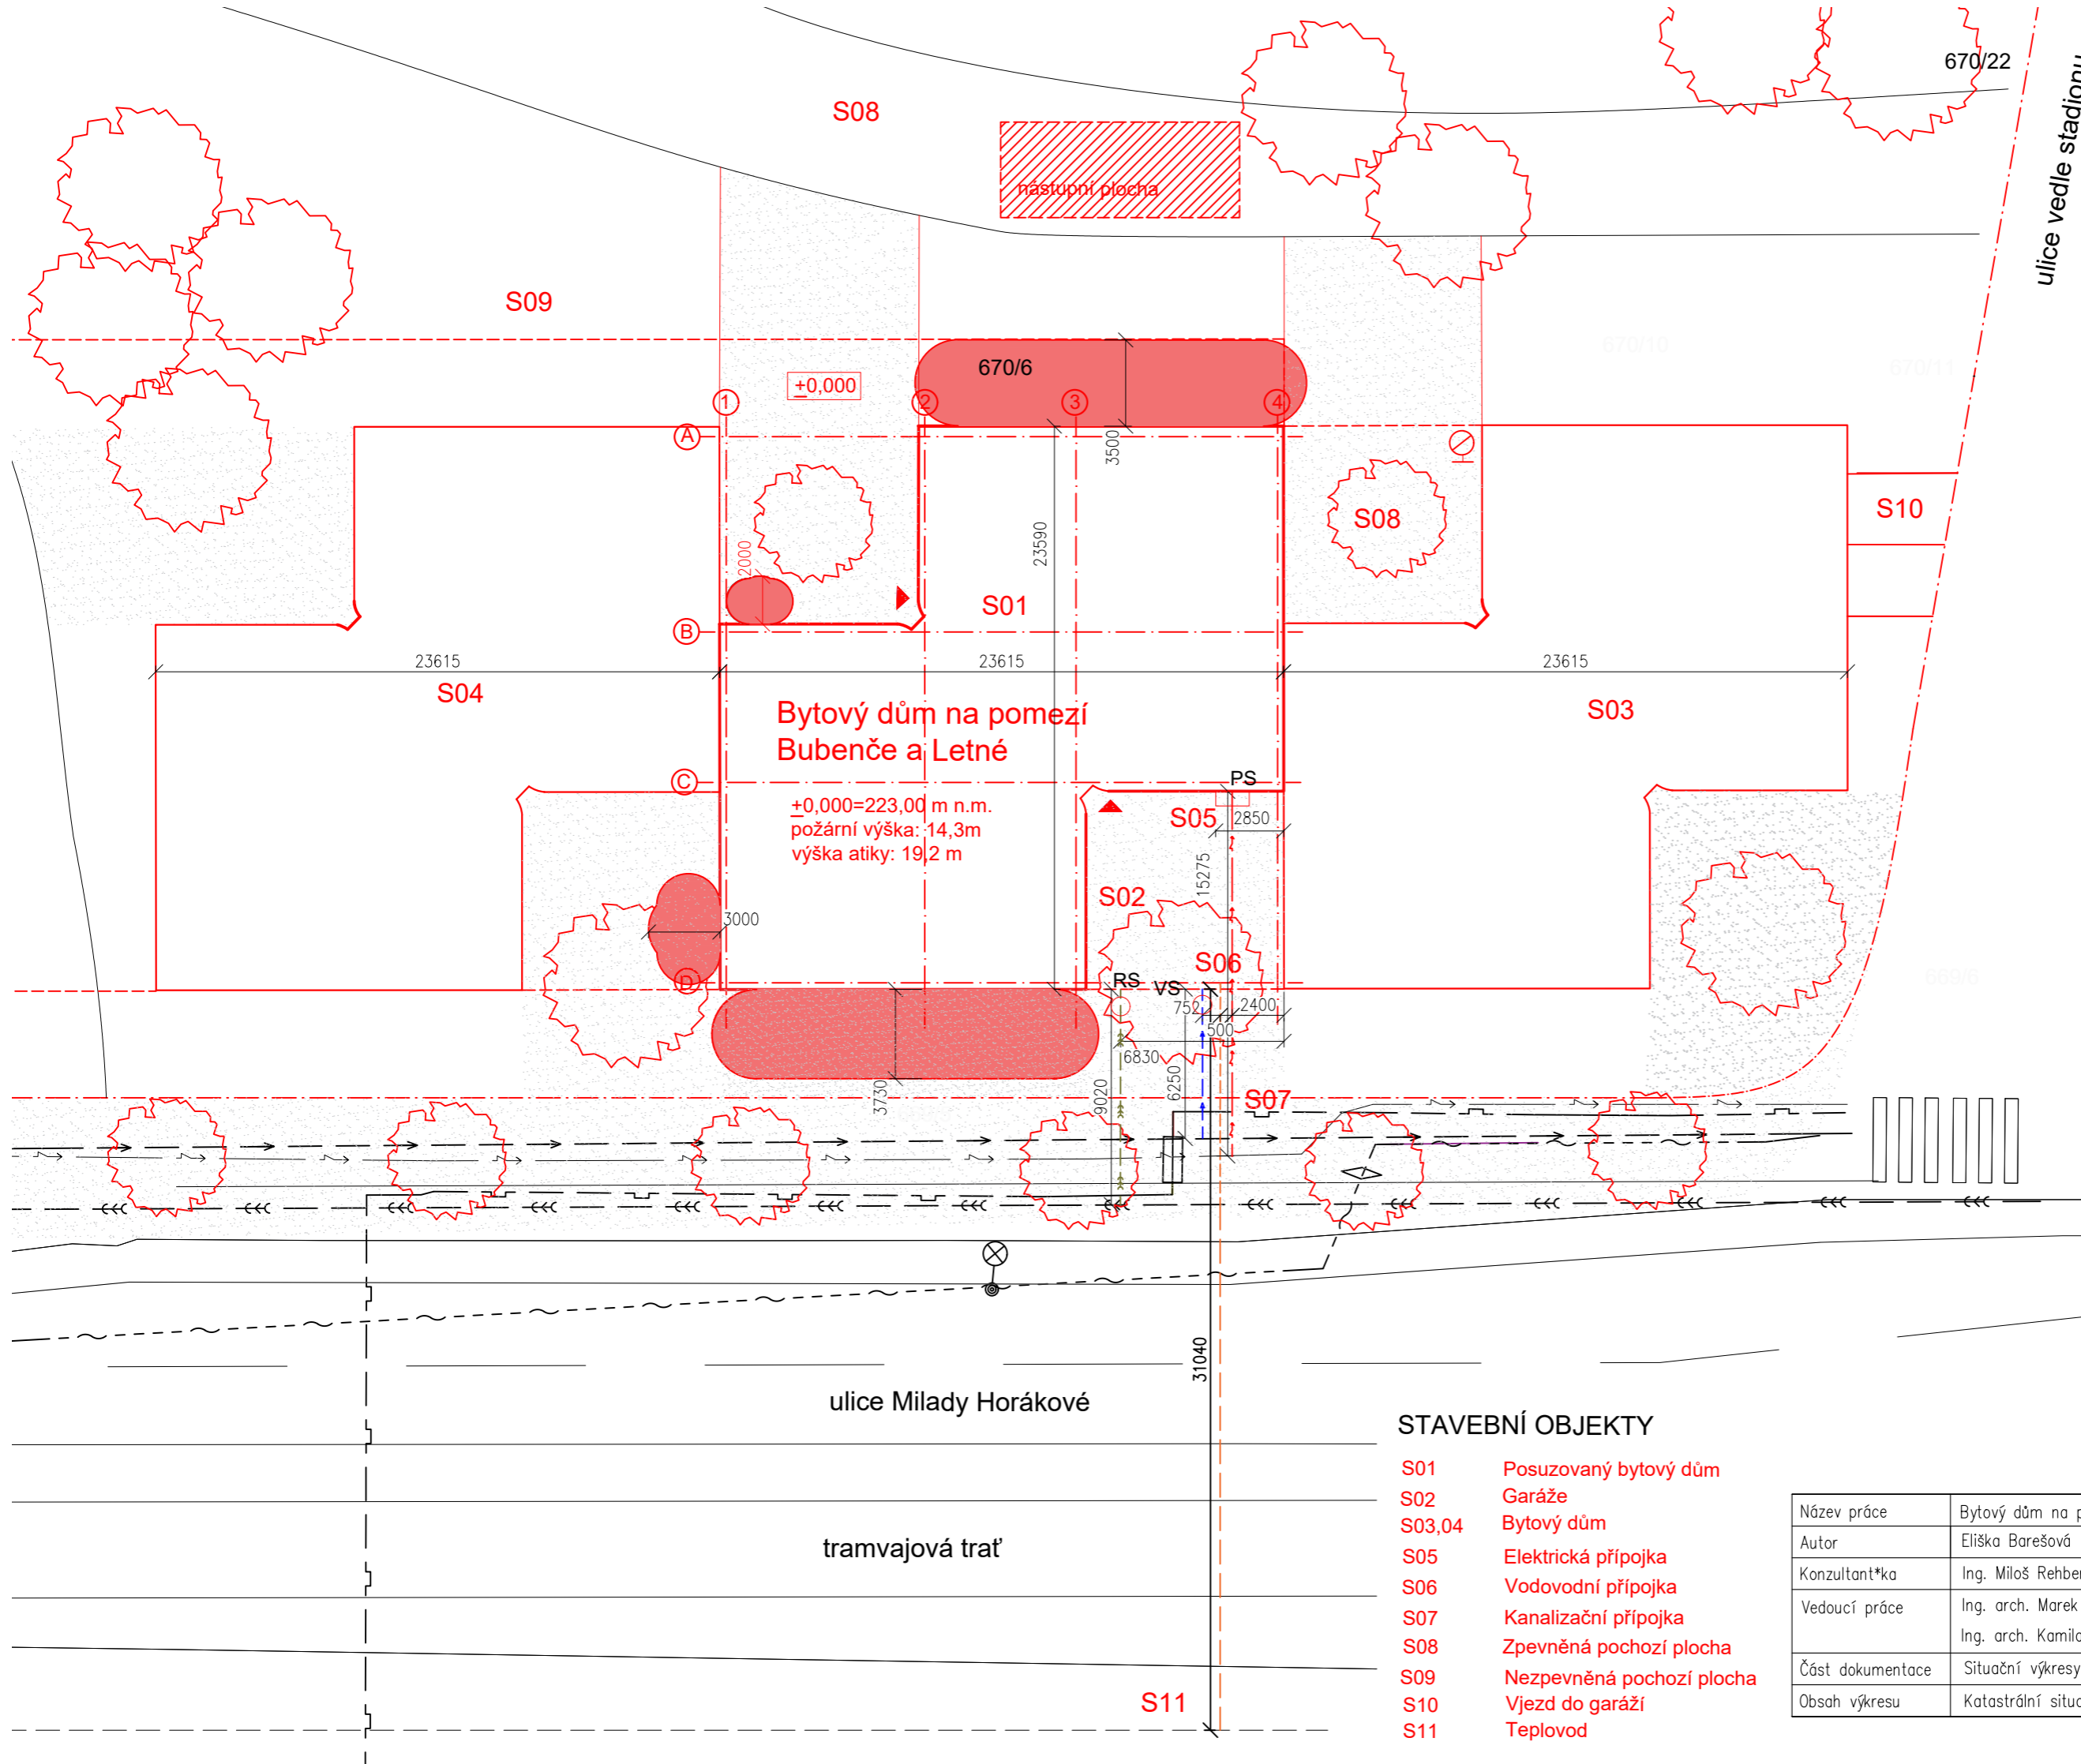 670/22
ulice vedle stadionu
S08
nástupní plocha
S09
670/10
670/11
670/6
±0,000
1
2
3
4
A
3500
S10
S08
23590
2000
S01
B
23615
23615
23615
S04
S03
Bytový dům na pomezí
Bubenče a Letné
C
PS
±0,000=223,00 m n.m.
požární výška: 14,3m
výška atiky: 19,2 m
S05
2850
15275
S02
3000
S06
D
RS
VS
752
2400
500
6830
3730
9020
6250
S07
31040
ulice Milady Horákové
tramvajová trať
S11
STAVEBNÍ OBJEKTY
S01 Posuzovaný bytový dům
S02 Garáže
S03,04 Bytový dům
S05 Elektrická přípojka
S06 Vodovodní přípojka
S07 Kanalizační přípojka
S08 Zpevněná pochozí plocha
S09 Nezpevněná pochozí plocha
S10 Vjezd do garáží
S11 Teplovod
Název práce Bytový dům na p
Autor Eliška Barešová
Konzultant*ka Ing. Miloš Rehber
Vedoucí práce Ing. arch. Marek
Ing. arch. Kamila
Část dokumentace Situační výkresy
Obsah výkresu Katastrální situac